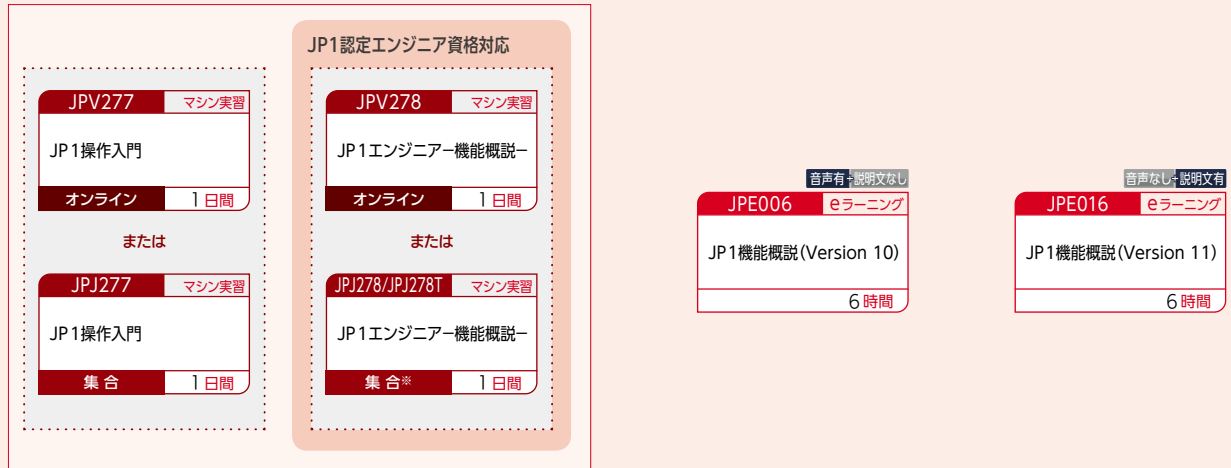 JP1認定エンジニア資格対応
JPV277 マシン実習
JP1操作入門
オンライン 1日間
または
JPJ277 マシン実習
JP1操作入門
集合 1日間
JPV278 マシン実習
JP1エンジニアー機能概説ー
オンライン 1日間
または
JPJ278/JPJ278T マシン実習
JP1エンジニアー機能概説ー
集合※ 1日間
音声有÷説明文なし
JPE006 eラーニング
JP1機能概説(Version 10)
6時間
音声なし÷説明文有
JPE016 eラーニング
JP1機能概説(Version 11)
6時間